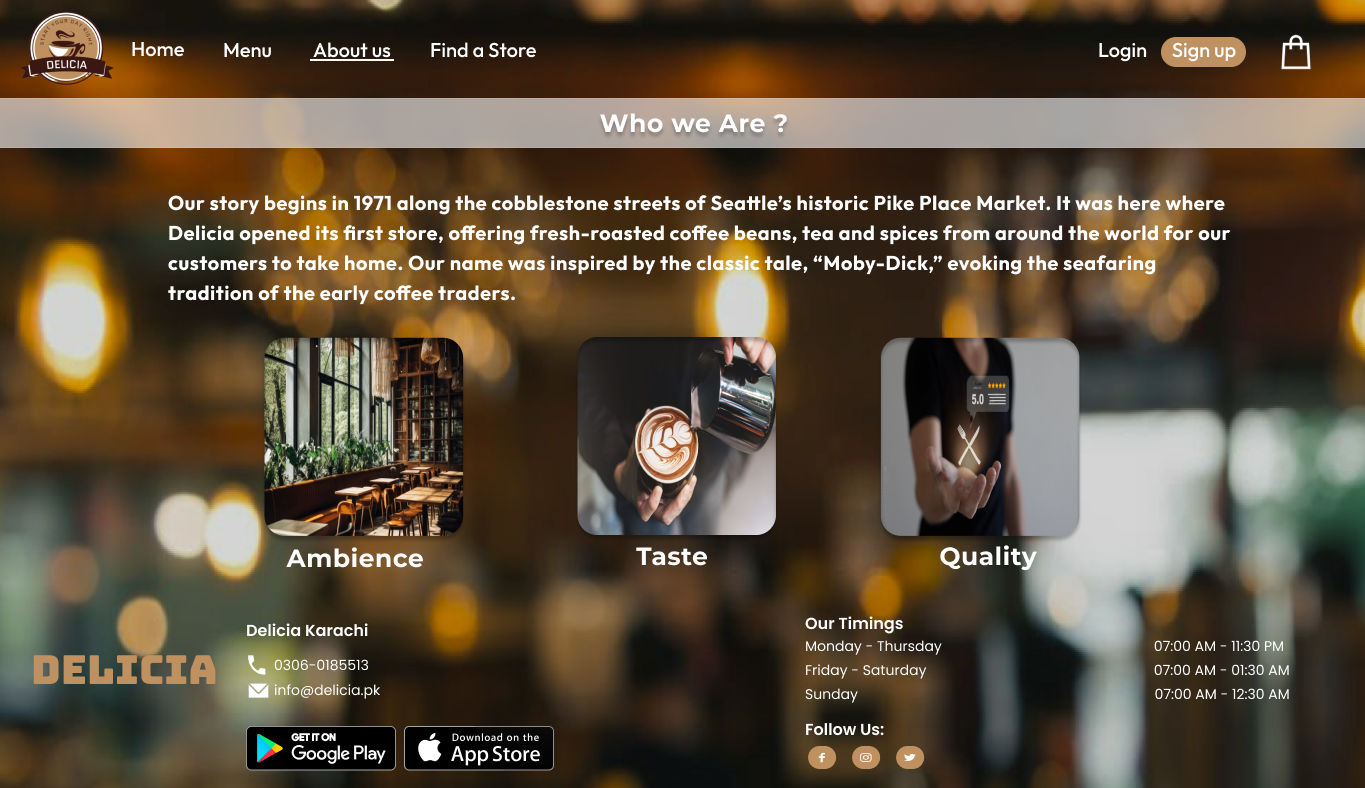 START YOUR DAY RIGHT
DELICIA
Home
Menu
About us
Find a Store
Login
Sign up
Who we Are ?
Our story begins in 1971 along the cobblestone streets of Seattle’s historic Pike Place Market. It was here where
Delicia opened its first store, offering fresh-roasted coffee beans, tea and spices from around the world for our
customers to take home. Our name was inspired by the classic tale, “Moby-Dick,” evoking the seafaring
tradition of the early coffee traders.
5.0
Ambience
Taste
Quality
DELICIA
Delicia Karachi
0306-0185513
info@delicia.pk
GET IT ON
Google Play
Download on the
App Store
Our Timings
Monday - Thursday 07:00 AM - 11:30 PM
Friday - Saturday 07:00 AM - 01:30 AM
Sunday 07:00 AM - 12:30 AM
Follow Us: